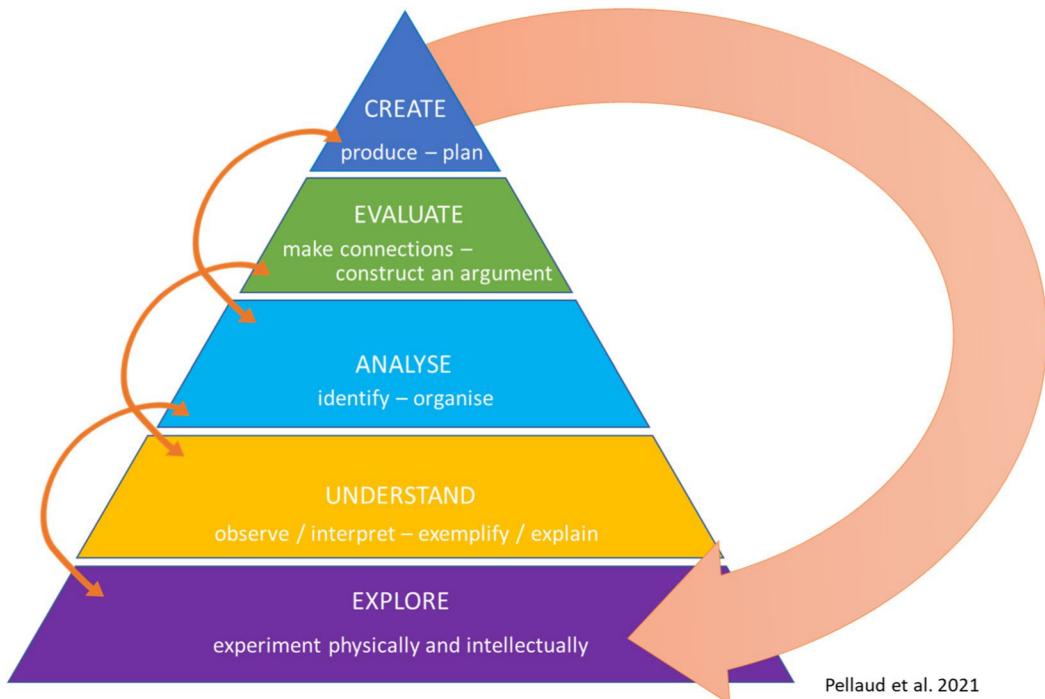 CREATE
produce – plan
EVALUATE
make connections –
construct an argument
ANALYSE
identify – organise
UNDERSTAND
observe / interpret – exemplify / explain
EXPLORE
experiment physically and intellectually
Pellaud et al. 2021